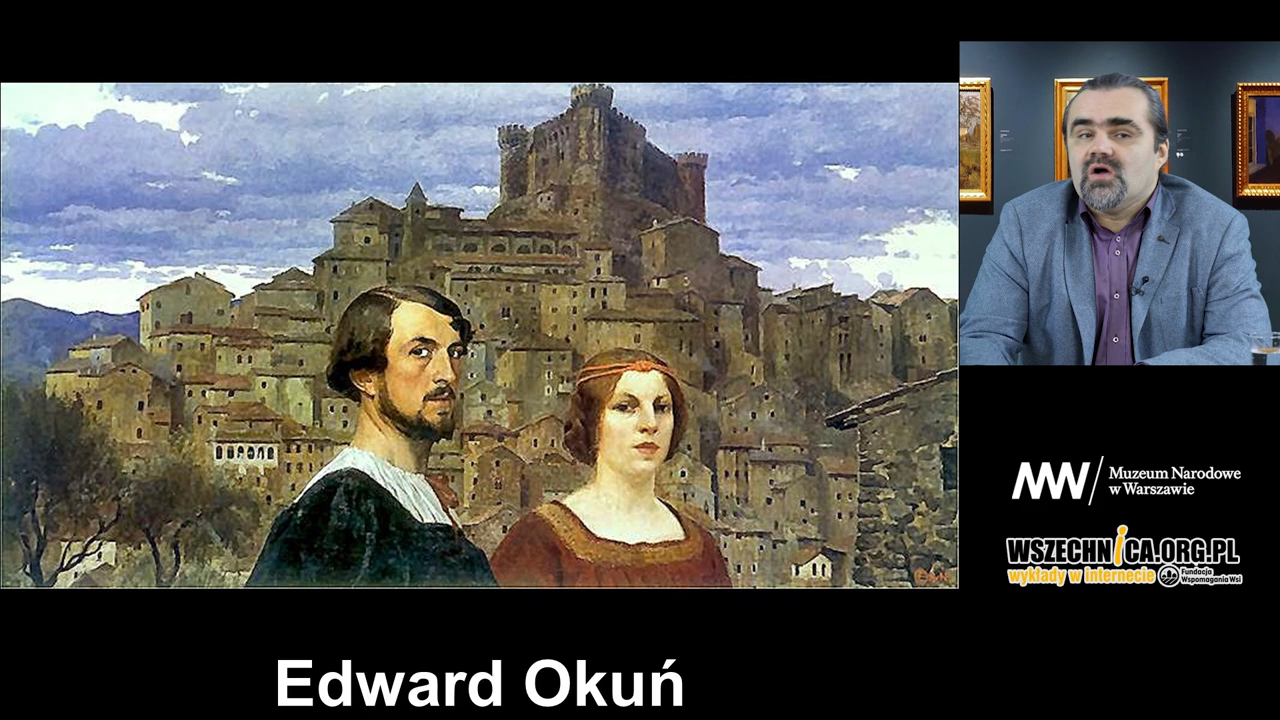 Muzeum Narodowe
w Warszawie
WSZECHNiCA.ORG.PL
wykłady w internecie
Fundacja
Wspomagania Wsi
Edward Okuń